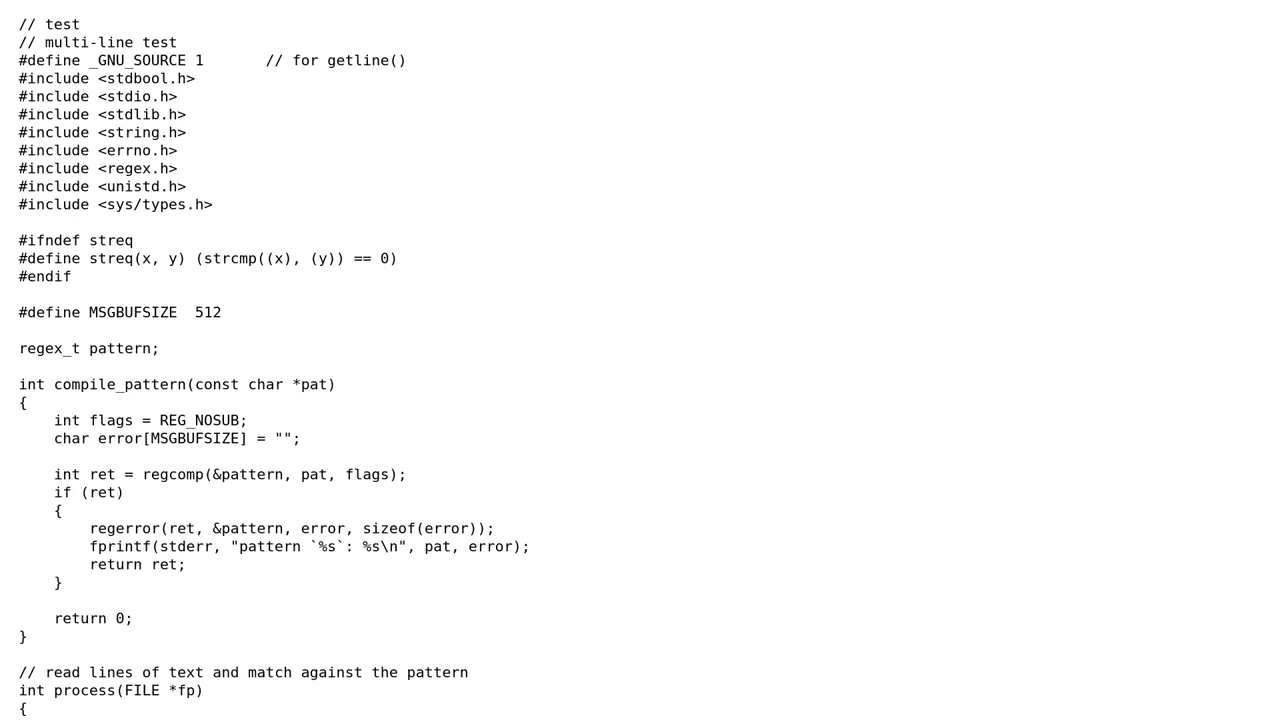 // test
// multi-line test
#define _GNU_SOURCE 1       // for getline()
#include <stdbool.h>
#include <stdio.h>
#include <stdlib.h>
#include <string.h>
#include <errno.h>
#include <regex.h>
#include <unistd.h>
#include <sys/types.h>

#ifndef streq
#define streq(x, y) (strcmp((x), (y)) == 0)
#endif

#define MSGBUFSIZE  512

regex_t pattern;

int compile_pattern(const char *pat)
{
    int flags = REG_NOSUB;
    char error[MSGBUFSIZE] = "";

    int ret = regcomp(&pattern, pat, flags);
    if (ret)
    {
        regerror(ret, &pattern, error, sizeof(error));
        fprintf(stderr, "pattern `%s`: %s\n", pat, error);
        return ret;
    }

    return 0;
}

// read lines of text and match against the pattern
int process(FILE *fp)
{